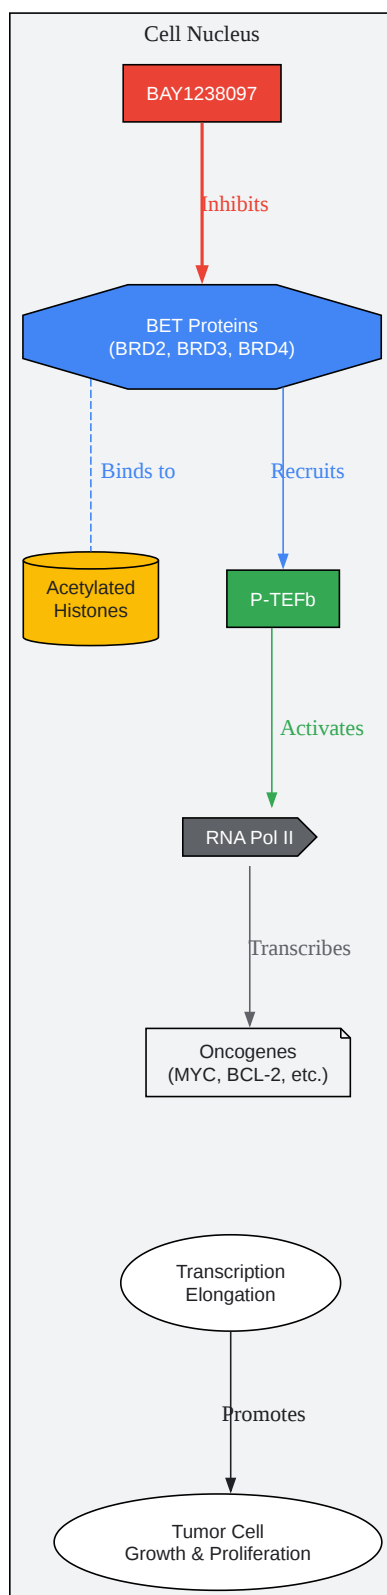 Cell Nucleus
BAY1238097
Inhibits
BET Proteins
(BRD2, BRD3, BRD4)
Binds to
Recruits
Acetylated
Histones
P-TEFb
Activates
RNA Pol II
Transcribes
Oncogenes
(MYC, BCL-2, etc.)
Transcription
Elongation
Promotes
Tumor Cell
Growth & Proliferation